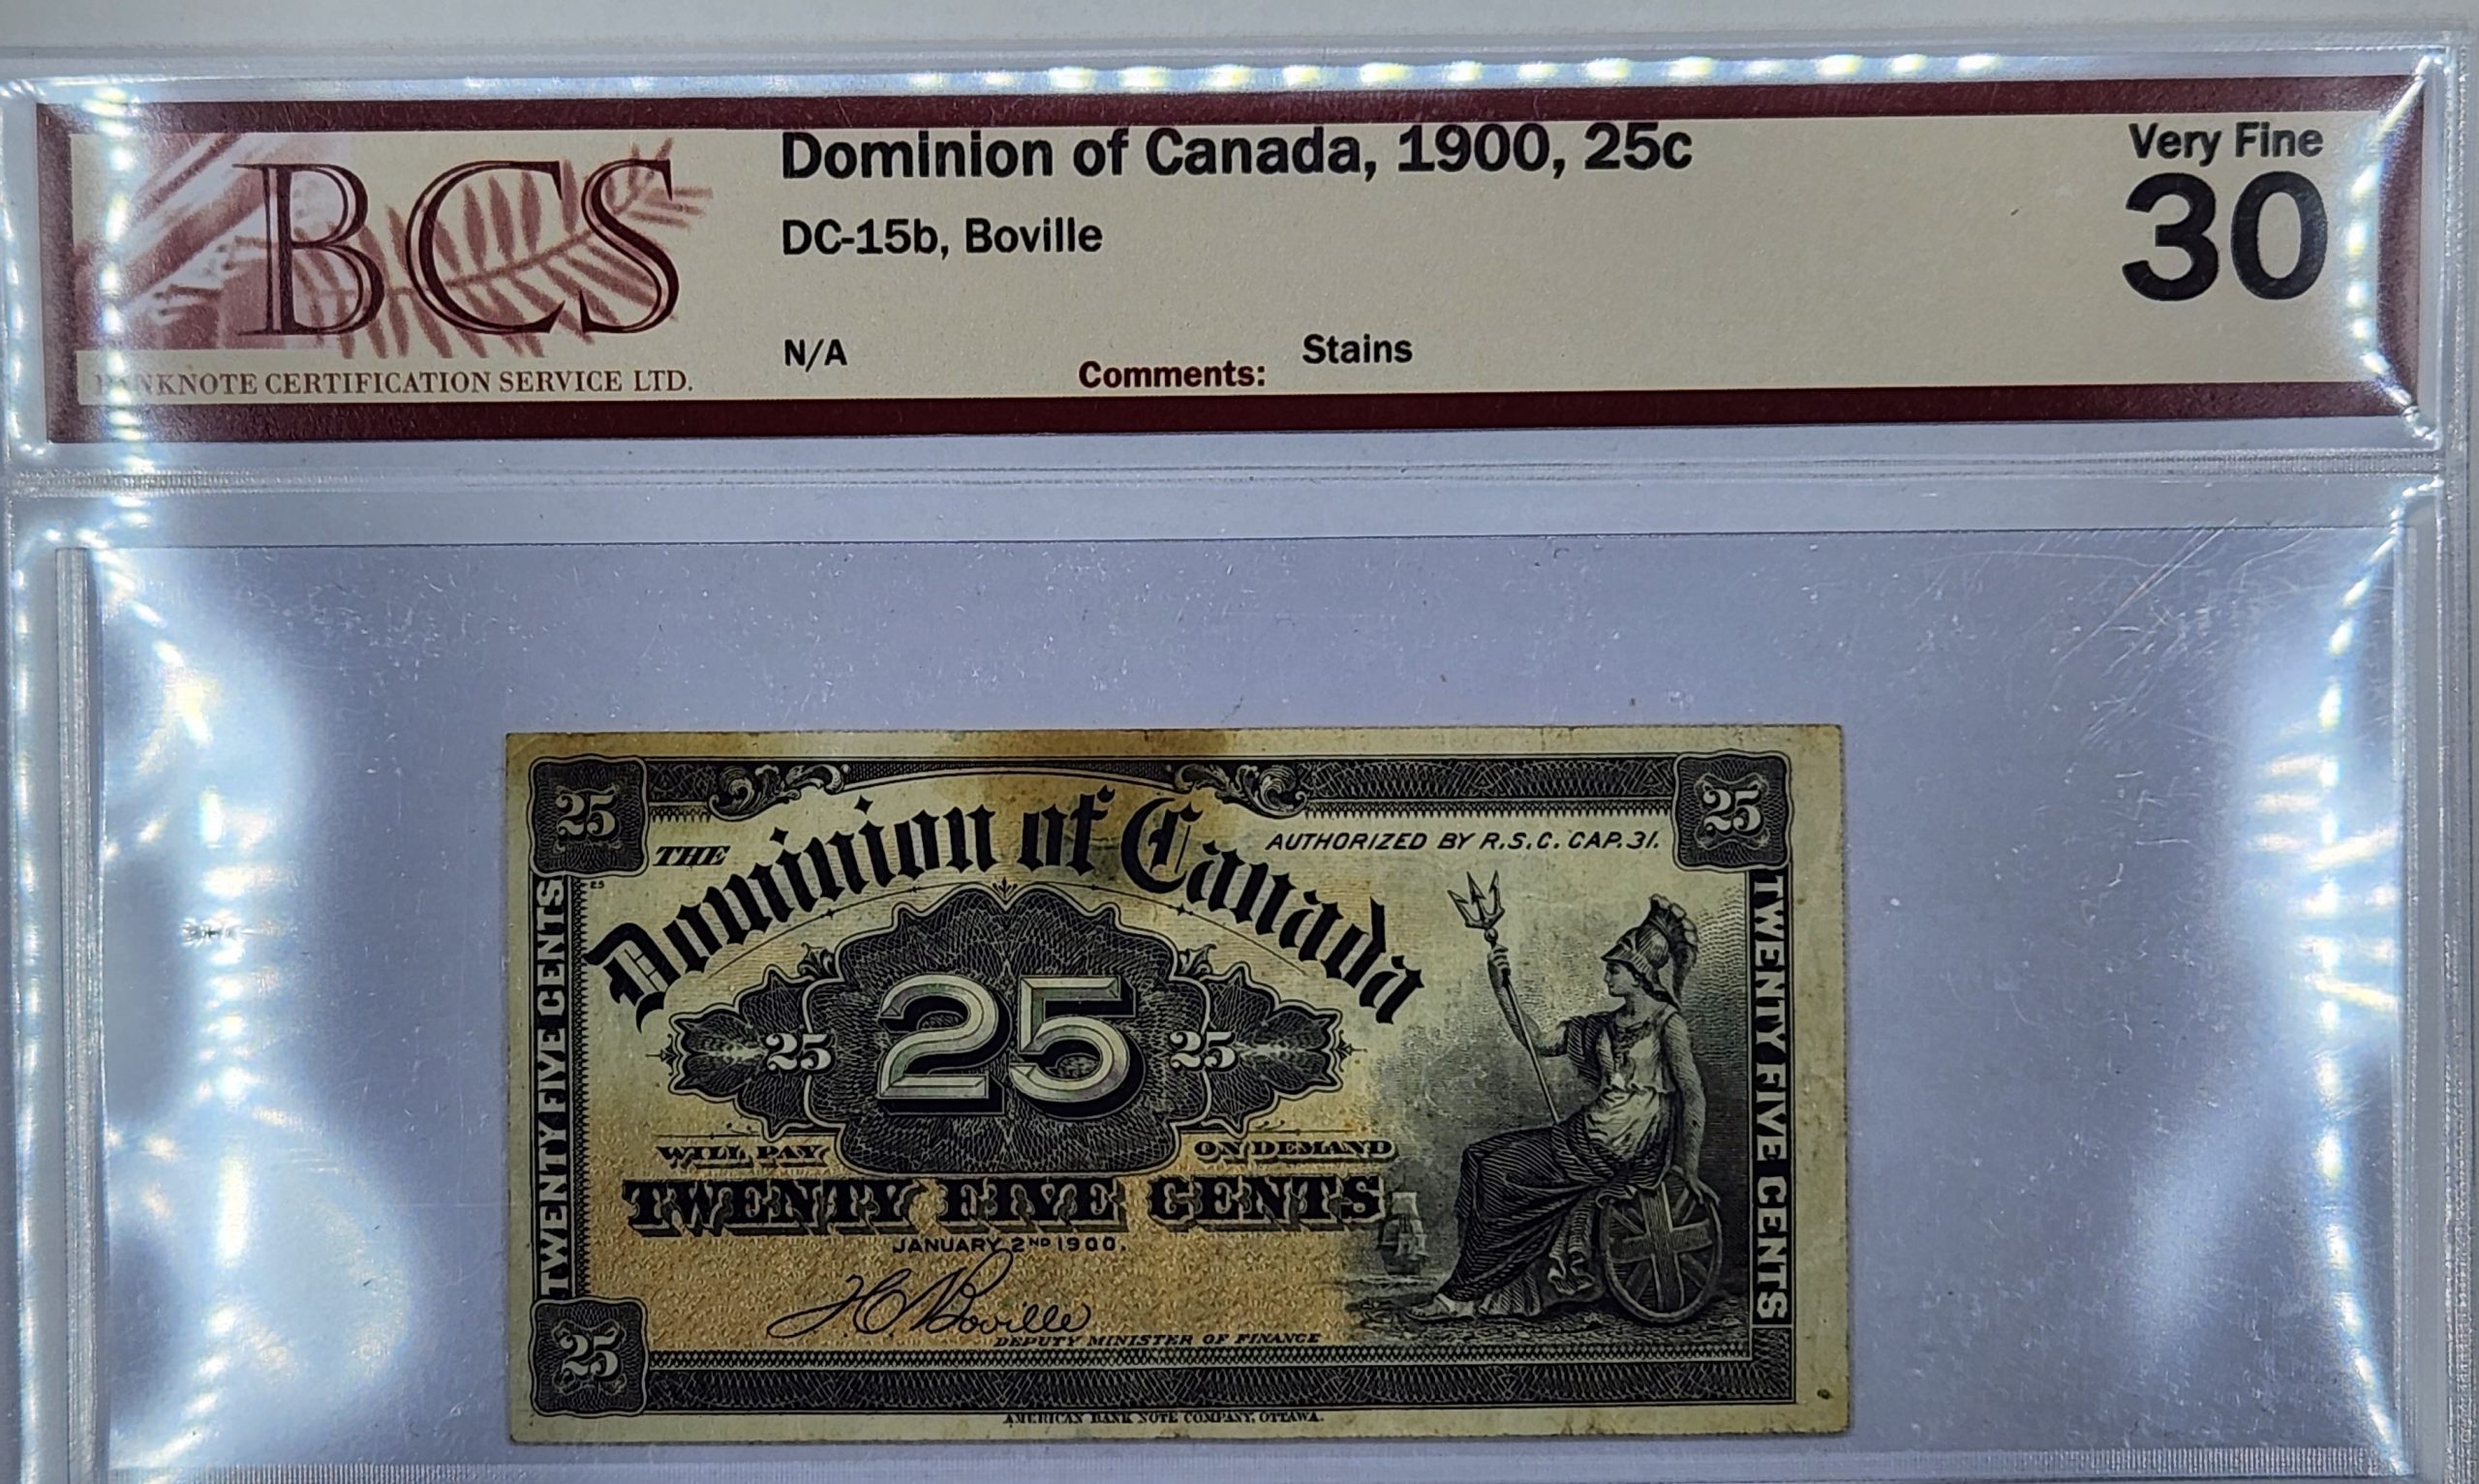 BCS
BANKNOTE CERTIFICATION SERVICE LTD.
Dominion of Canada, 1900, 25c
DC-15b, Boville
N/A
Comments: Stains
Very Fine
30
25
25
THE
Dominion of Canada
AUTHORIZED BY R.S.C. CAP. 31.
25
TWENTY FIVE CENTS
TWENTY FIVE CENTS
25
25
25
WILL PAY
ON DEMAND
TWENTY FIVE CENTS
JANUARY 2ND 1900.
H C Boville
DEPUTY MINISTER OF FINANCE
25
AMERICAN BANK NOTE COMPANY, OTTAWA.